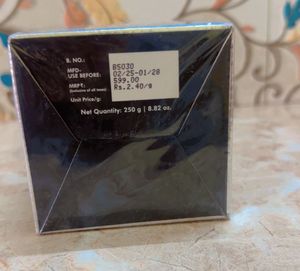 B. NO.: BS030
MFD- 02/25-01/28
USE BEFORE:
MRP₹. 599.00
(Inclusive of all taxes)
Unit Price/g: Rs.2.40/g
Net Quantity: 250 g | 8.82 oz.